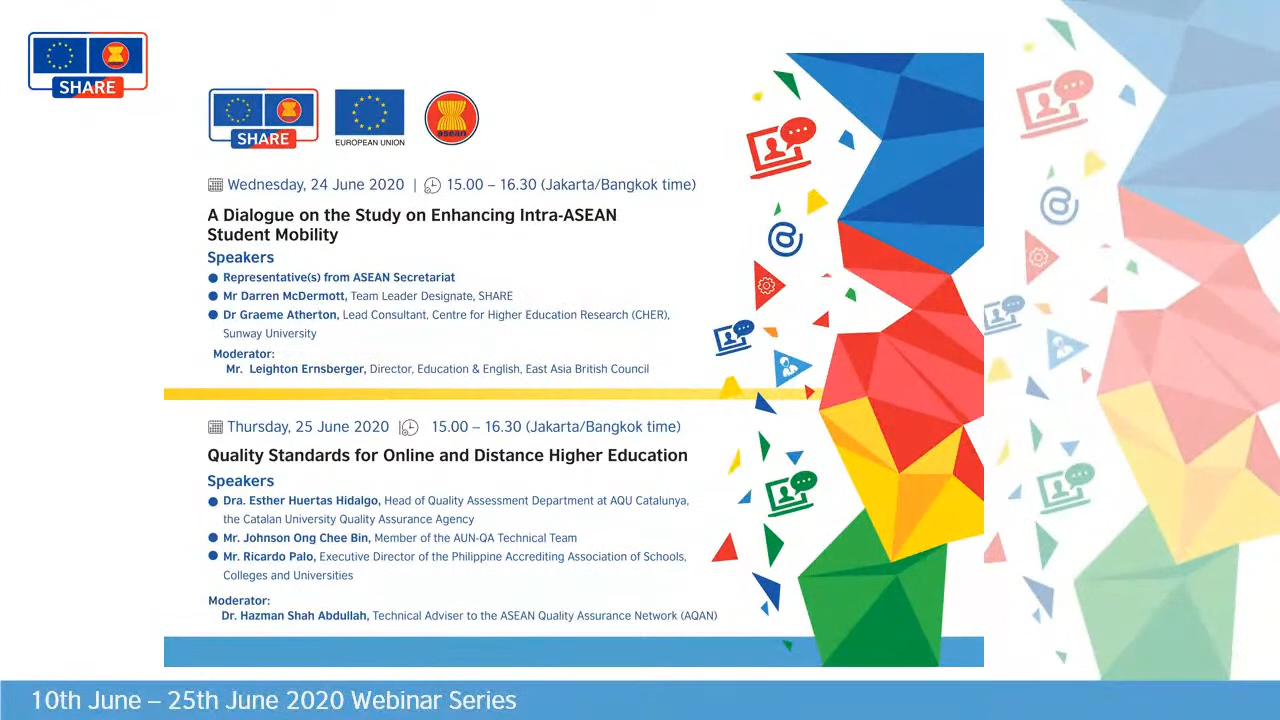 SHARE
SHARE
EUROPEAN UNION
asean
Wednesday, 24 June 2020 | 15.00 – 16.30 (Jakarta/Bangkok time)
A Dialogue on the Study on Enhancing Intra-ASEAN
Student Mobility
Speakers
Representative(s) from ASEAN Secretariat
Mr Darren McDermott, Team Leader Designate, SHARE
Dr Graeme Atherton, Lead Consultant, Centre for Higher Education Research (CHER),
Sunway University
Moderator:
Mr. Leighton Ernsberger, Director, Education & English, East Asia British Council
Thursday, 25 June 2020 | 15.00 – 16.30 (Jakarta/Bangkok time)
Quality Standards for Online and Distance Higher Education
Speakers
Dra. Esther Huertas Hidalgo, Head of Quality Assessment Department at AQU Catalunya,
the Catalan University Quality Assurance Agency
Mr. Johnson Ong Chee Bin, Member of the AUN-QA Technical Team
Mr. Ricardo Palo, Executive Director of the Philippine Accrediting Association of Schools,
Colleges and Universities
Moderator:
Dr. Hazman Shah Abdullah, Technical Adviser to the ASEAN Quality Assurance Network (AQAN)
10th June – 25th June 2020 Webinar Series